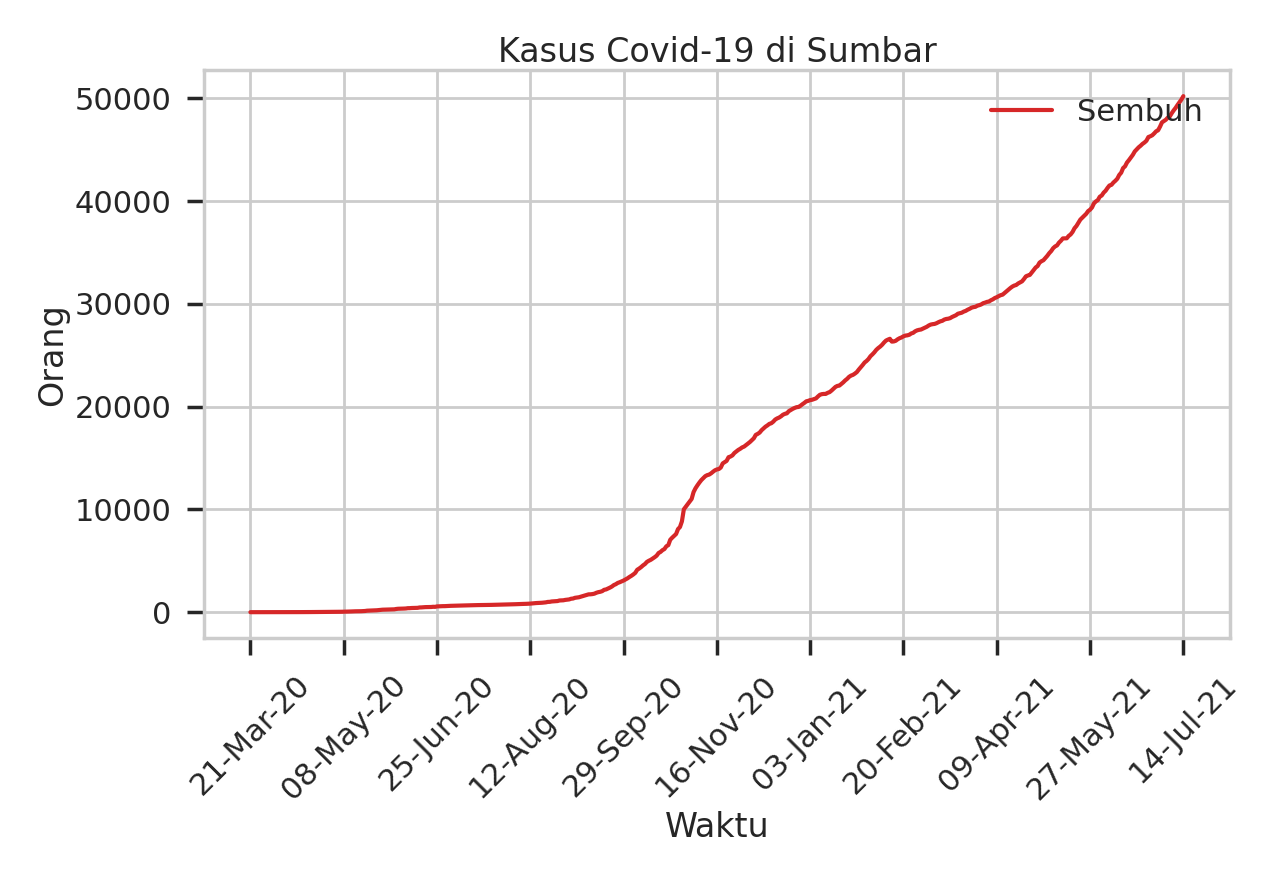 Kasus Covid-19 di Sumbar
Sembuh
Orang
50000
40000
30000
20000
10000
0
21-Mar-20
08-May-20
25-Jun-20
12-Aug-20
29-Sep-20
16-Nov-20
03-Jan-21
20-Feb-21
09-Apr-21
27-May-21
14-Jul-21
Waktu